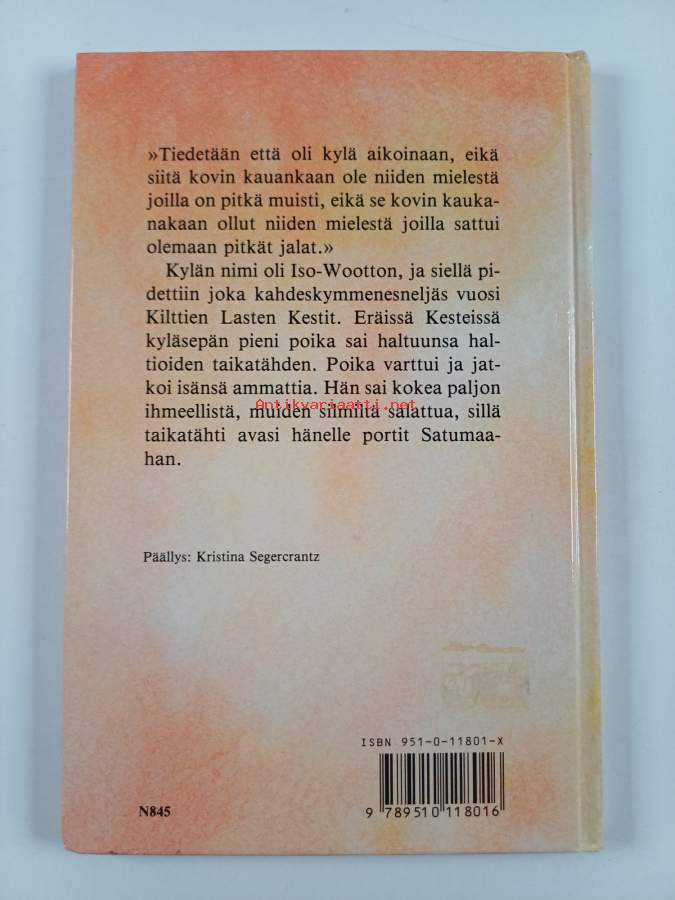 »Tiedetään että oli kylä aikoinaan, eikä
siitä kovin kauankaan ole niiden mielestä
joilla on pitkä muisti, eikä se kovin kauka-
nakaan ollut niiden mielestä joilla sattui
olemaan pitkät jalat.»
Kylän nimi oli Iso-Wootton, ja siellä pi-
dettiin joka kahdeskymmenesneljäs vuosi
Kilttien Lasten Kestit. Eräissä Kesteissä
kyläsepän pieni poika sai haltuunsa hal-
tioiden taikatähden. Poika varttui ja jat-
koi isänsä ammattia. Hän sai kokea paljon
Antikvariaatti.net
ihmeellistä, muiden silmiltä salattua, sillä
taikatähti avasi hänelle portit Satumaa-
han.
Päällys: Kristina Segercrantz
ISBN 951-0-11801-X
9 789510 118016
N845